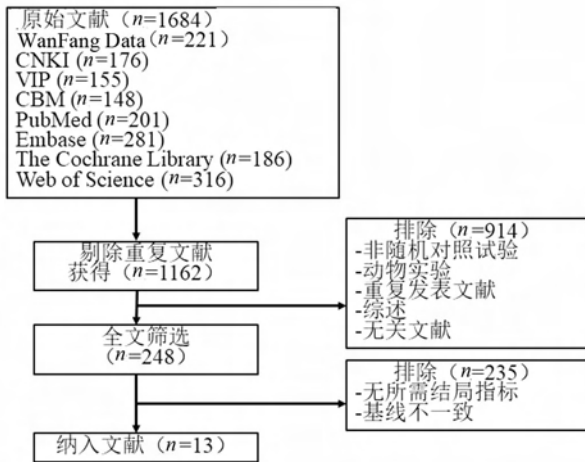 原始文献（n=1684）
WanFang Data (n=221)
CNKI (n=176)
VIP (n=155)
CBM (n=148)
PubMed (n=201)
Embase (n=281)
The Cochrane Library (n=186)
Web of Science (n=316)
剔除重复文献
获得（n=1162）
排除（n=914）
-非随机对照试验
-动物实验
-重复发表文献
-综述
-无关文献
全文筛选
（n=248）
排除（n=235）
-无所需结局指标
-基线不一致
纳入文献（n=13）